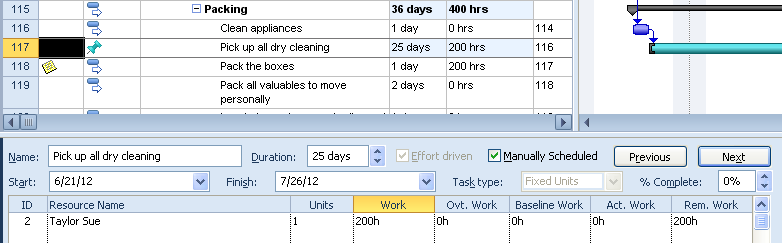 115 Packing 36 days 400 hrs
116 Clean appliances 1 day 0 hrs 114
117 Pick up all dry cleaning 25 days 200 hrs 116
118 Pack the boxes 1 day 200 hrs 117
119 Pack all valuables to move personally 2 days 0 hrs 118
Name: Pick up all dry cleaning Duration: 25 days Effort driven Manually Scheduled Previous Next
Start: 6/21/12 Finish: 7/26/12 Task type: Fixed Units % Complete: 0%
ID Resource Name Units Work Ovt. Work Baseline Work Act. Work Rem. Work
2 Taylor Sue 1 200h 0h 0h 0h 200h